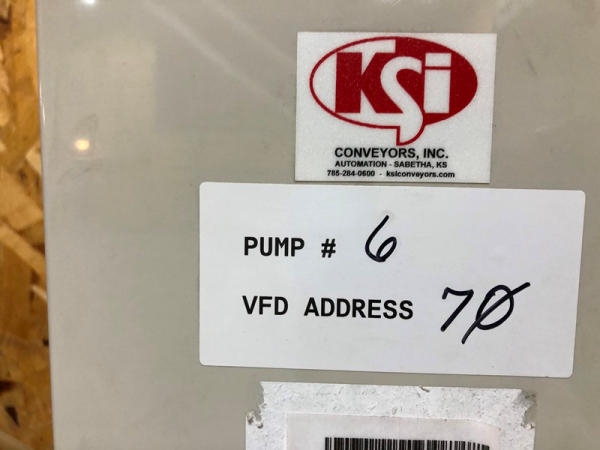 KSi
CONVEYORS, INC.
AUTOMATION - SABETHA, KS
785-284-0600 - ksiconveyors.com
PUMP # 6
VFD ADDRESS 70